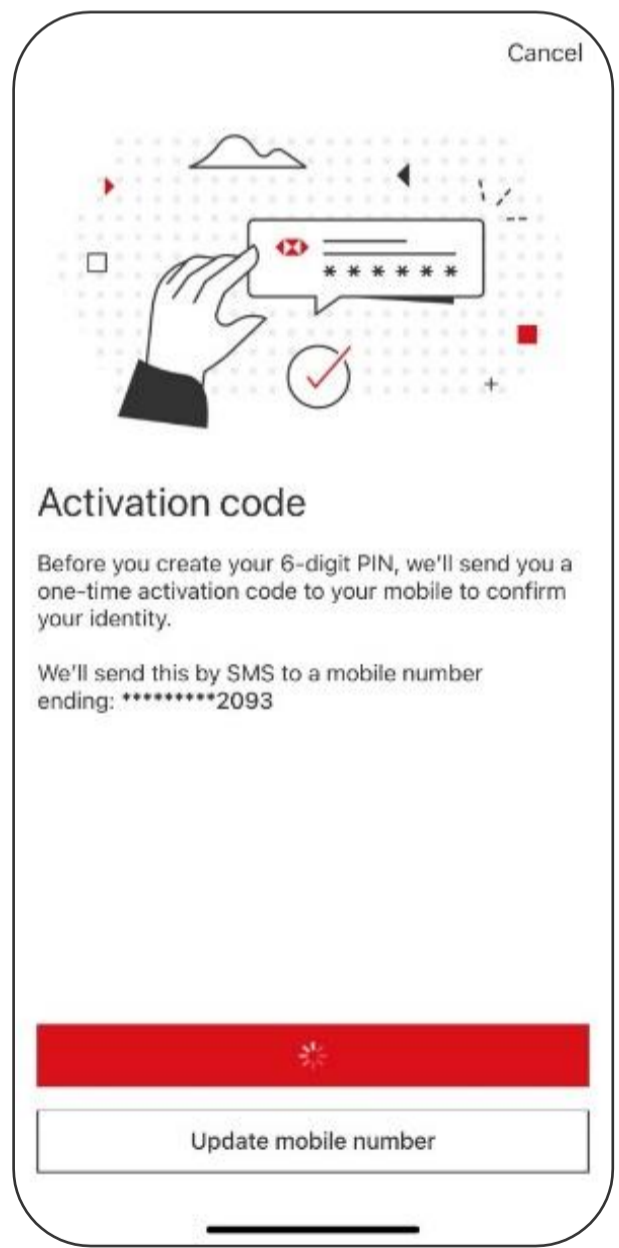 Cancel
* * * * * *
Activation code
Before you create your 6-digit PIN, we'll send you a
one-time activation code to your mobile to confirm
your identity.
We'll send this by SMS to a mobile number
ending: *********2093
Update mobile number